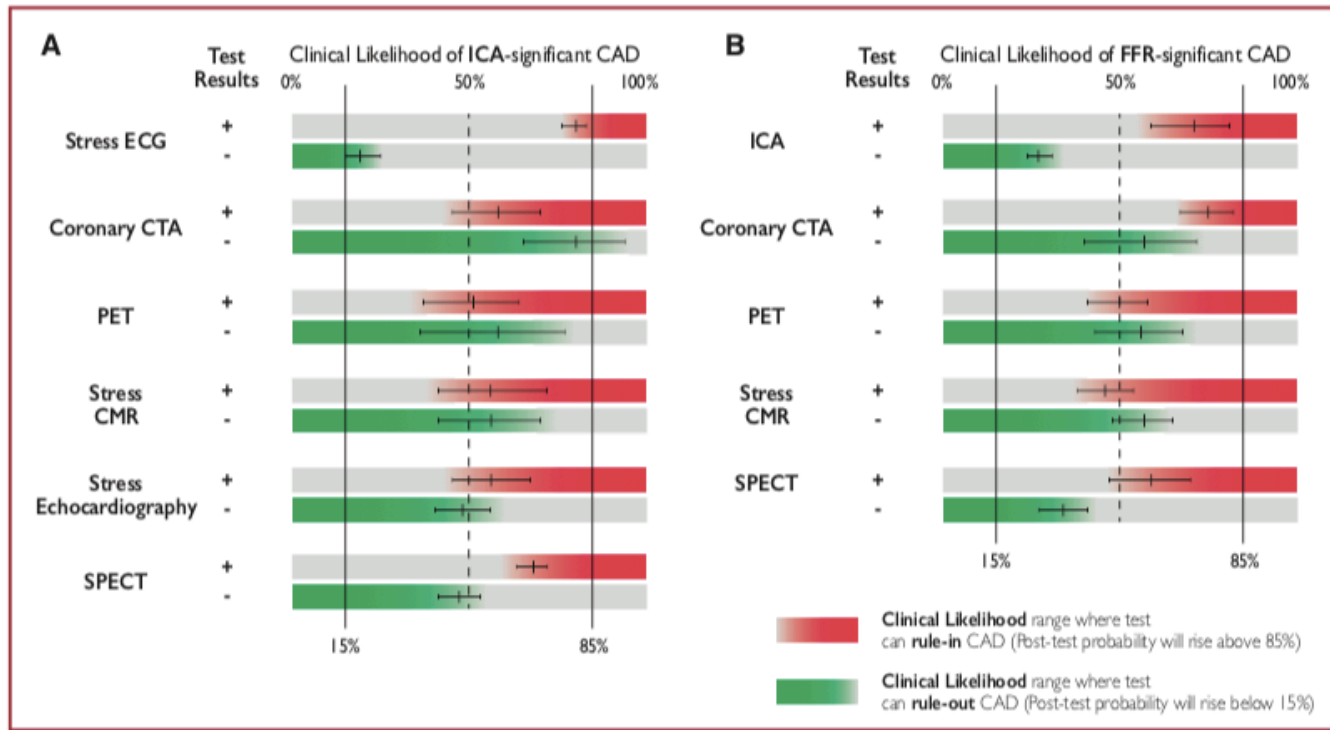 A
Test
Results
Clinical Likelihood of ICA-significant CAD
0% 50% 100%
Stress ECG
+
-
Coronary CTA
+
-
PET
+
-
Stress
CMR
+
-
Stress
Echocardiography
+
-
SPECT
+
-
15% 85%
B
Test
Results
Clinical Likelihood of FFR-significant CAD
0% 50% 100%
ICA
+
-
Coronary CTA
+
-
PET
+
-
Stress
CMR
+
-
SPECT
+
-
15% 85%
Clinical Likelihood range where test
can rule-in CAD (Post-test probability will rise above 85%)
Clinical Likelihood range where test
can rule-out CAD (Post-test probability will rise below 15%)